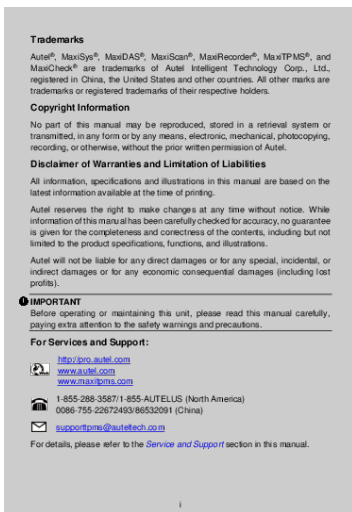 Trademarks
Autel®, MaxiSys®, MaxiDAS®, MaxiScan®, MaxiRecorder®, MaxiTPMS®, and
MaxiCheck® are trademarks of Autel Intelligent Technology Corp., Ltd.,
registered in China, the United States and other countries. All other marks are
trademarks or registered trademarks of their respective holders.
Copyright Information
No part of this manual may be reproduced, stored in a retrieval system or
transmitted, in any form or by any means, electronic, mechanical, photocopying,
recording, or otherwise, without the prior written permission of Autel.
Disclaimer of Warranties and Limitation of Liabilities
All information, specifications and illustrations in this manual are based on the
latest information available at the time of printing.
Autel reserves the right to make changes at any time without notice. While
information of this manual has been carefully checked for accuracy, no guarantee
is given for the completeness and correctness of the contents, including but not
limited to the product specifications, functions, and illustrations.
Autel will not be liable for any direct damages or for any special, incidental, or
indirect damages or for any economic consequential damages (including lost
profits).
IMPORTANT
Before operating or maintaining this unit, please read this manual carefully,
paying extra attention to the safety warnings and precautions.
For Services and Support:
http://pro.autel.com
www.autel.com
www.maxitpms.com
1-855-288-3587/1-855-AUTELUS (North America)
0086-755-22672493/86532091 (China)
supporttpms@auteltech.com
For details, please refer to the Service and Support section in this manual.
i